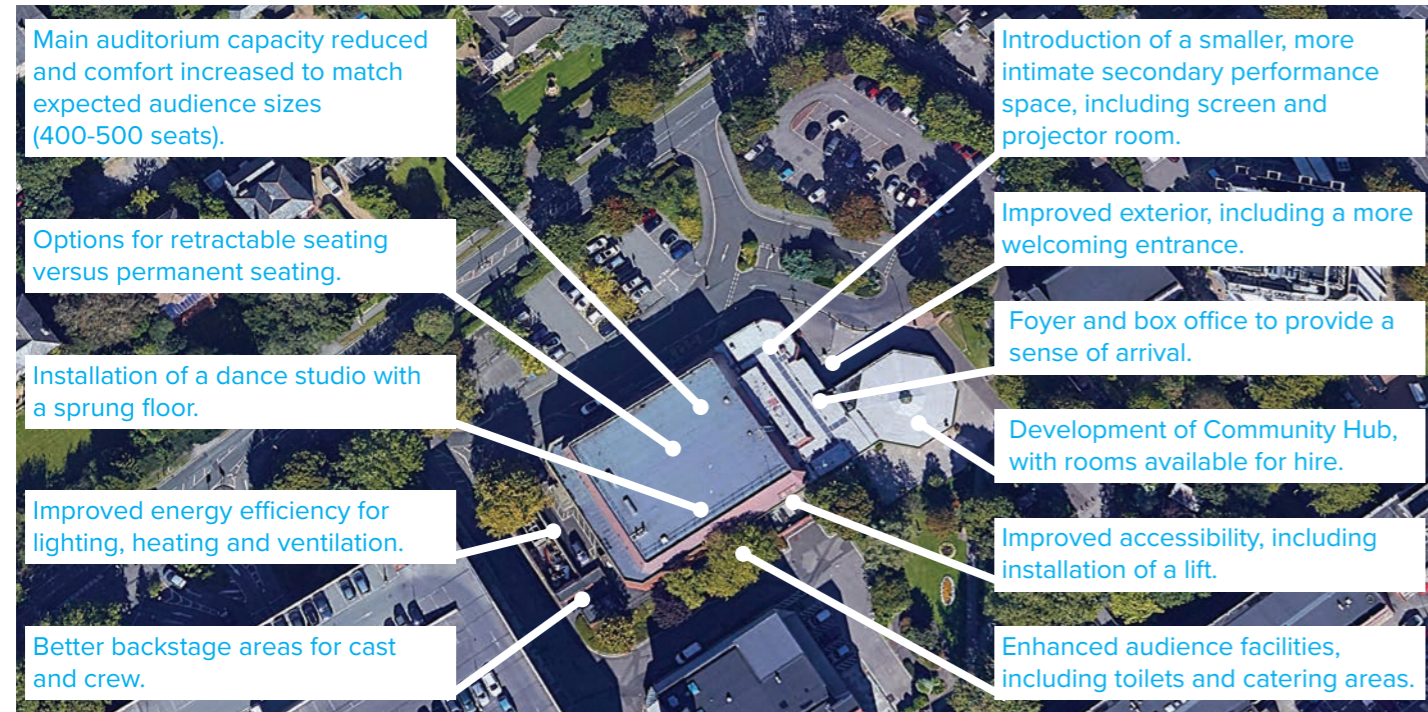 Main auditorium capacity reduced
and comfort increased to match
expected audience sizes
(400-500 seats).
Options for retractable seating
versus permanent seating.
Installation of a dance studio with
a sprung floor.
Improved energy efficiency for
lighting, heating and ventilation.
Better backstage areas for cast
and crew.
Introduction of a smaller, more
intimate secondary performance
space, including screen and
projector room.
Improved exterior, including a more
welcoming entrance.
Foyer and box office to provide a
sense of arrival.
Development of Community Hub,
with rooms available for hire.
Improved accessibility, including
installation of a lift.
Enhanced audience facilities,
including toilets and catering areas.